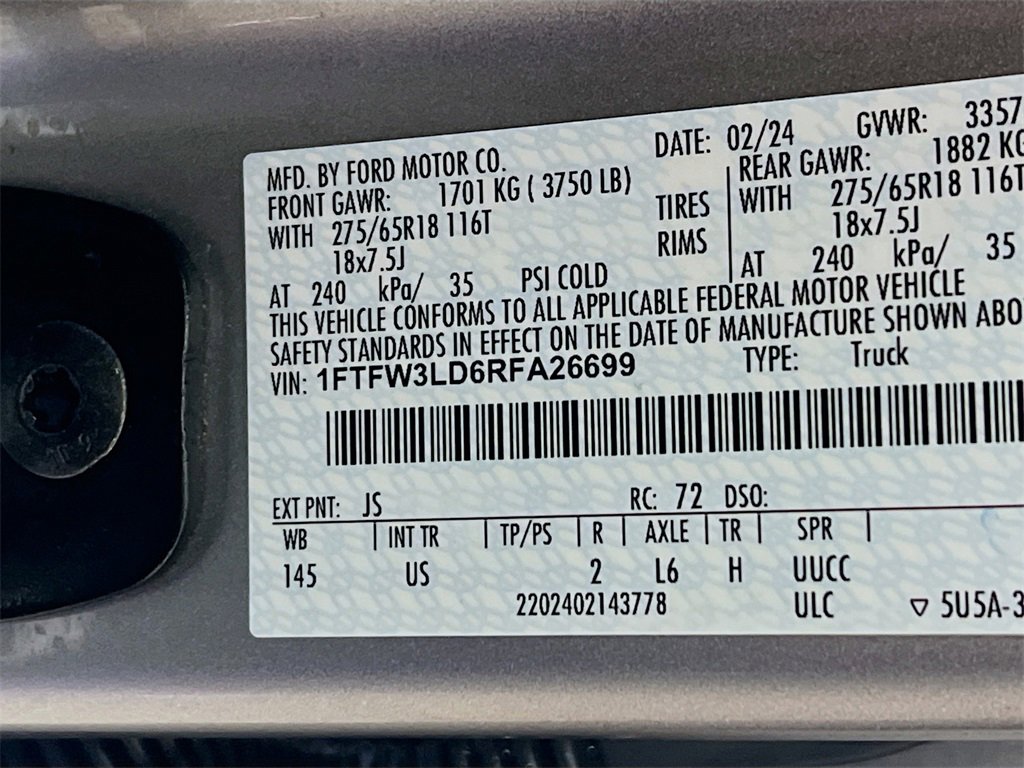 MFD. BY FORD MOTOR CO. DATE: 02/24 GVWR: 3357
FRONT GAWR: 1701 KG ( 3750 LB) REAR GAWR: 1882 KG
WITH 275/65R18 116T TIRES WITH 275/65R18 116T
18x7.5J RIMS 18x7.5J
AT 240 kPa/ 35 PSI COLD AT 240 kPa/ 35
THIS VEHICLE CONFORMS TO ALL APPLICABLE FEDERAL MOTOR VEHICLE
SAFETY STANDARDS IN EFFECT ON THE DATE OF MANUFACTURE SHOWN ABO
VIN: 1FTFW3LD6RFA26699 TYPE: Truck
EXT PNT: JS RC: 72 DSO:
WB INT TR TP/PS R AXLE TR SPR
145 US 2 L6 H UUCC
2202402143778 ULC ▽ 5U5A-3